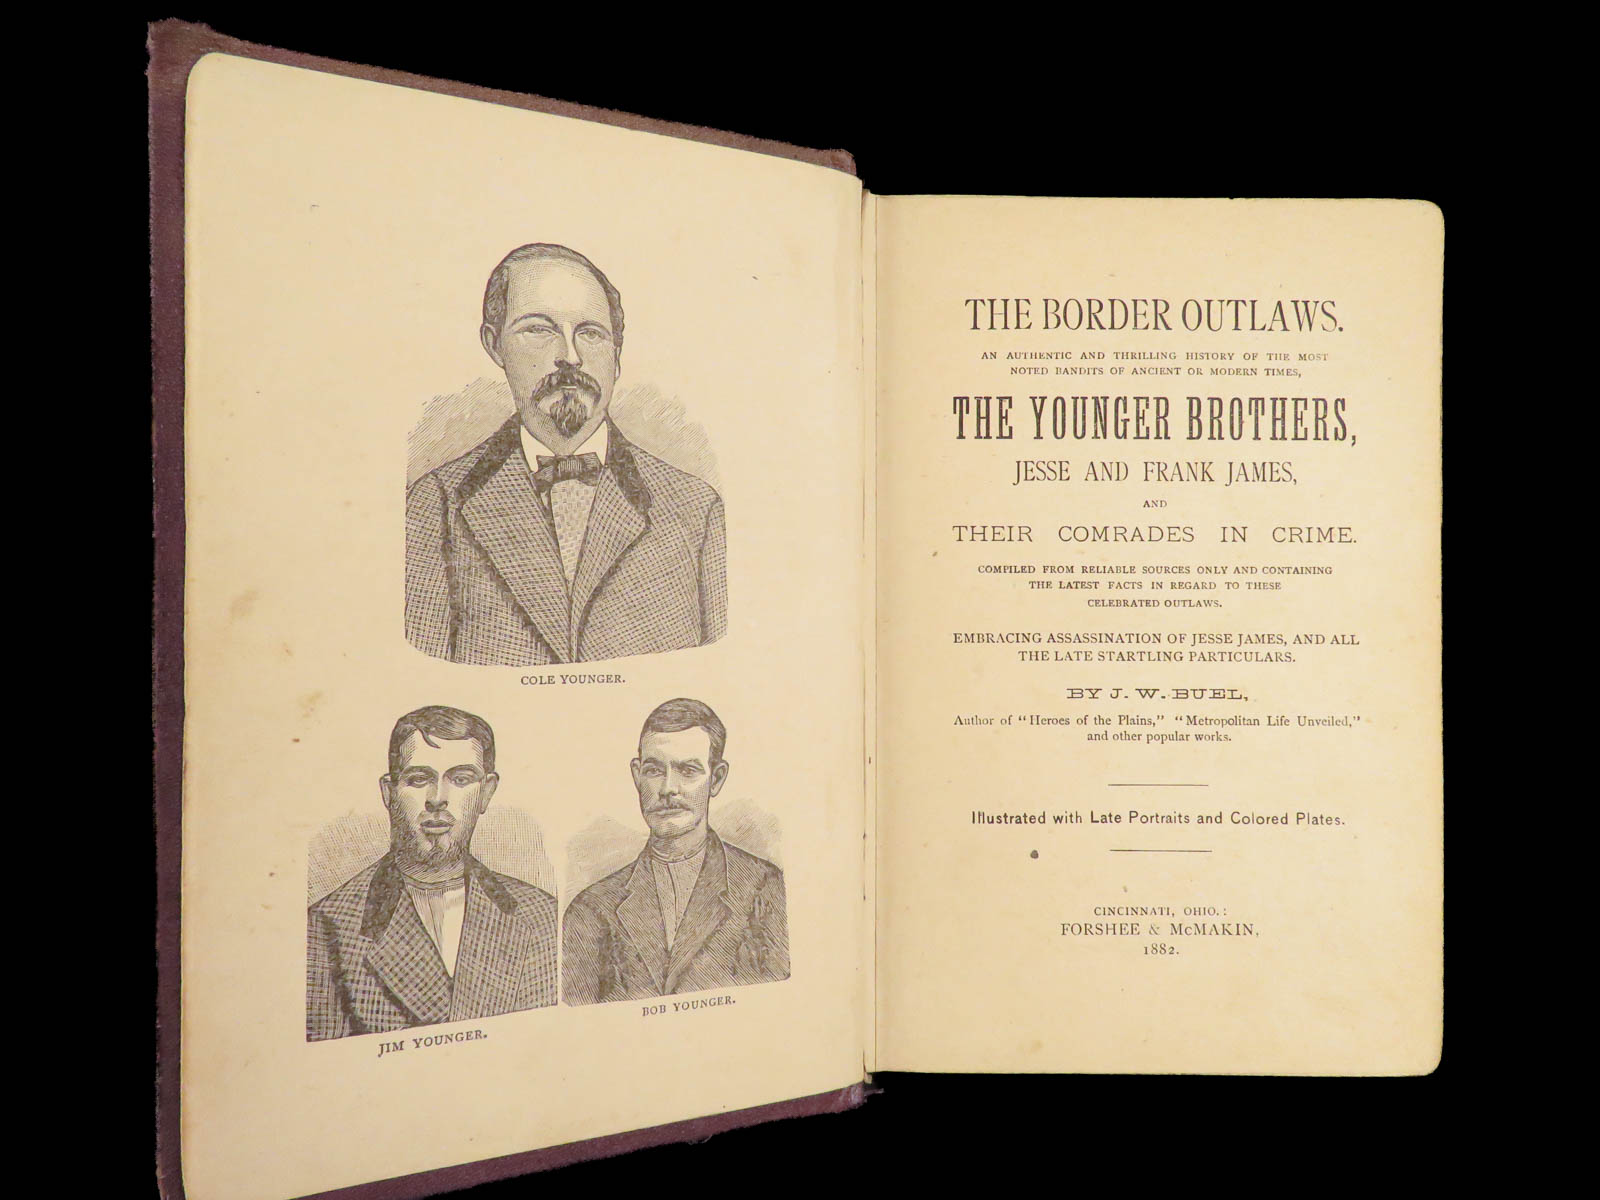 COLE YOUNGER.
JIM YOUNGER.
BOB YOUNGER.
THE BORDER OUTLAWS.
AN AUTHENTIC AND THRILLING HISTORY OF THE MOST
NOTED BANDITS OF ANCIENT OR MODERN TIMES,
THE YOUNGER BROTHERS,
JESSE AND FRANK JAMES,
AND
THEIR COMRADES IN CRIME.
COMPILED FROM RELIABLE SOURCES ONLY AND CONTAINING
THE LATEST FACTS IN REGARD TO THESE
CELEBRATED OUTLAWS.
EMBRACING ASSASSINATION OF JESSE JAMES, AND ALL
THE LATE STARTLING PARTICULARS.
BY J. W. BUEL,
Author of "Heroes of the Plains," "Metropolitan Life Unveiled,"
and other popular works.
Illustrated with Late Portraits and Colored Plates.
CINCINNATI, OHIO.:
FORSHEE & McMAKIN,
1882.